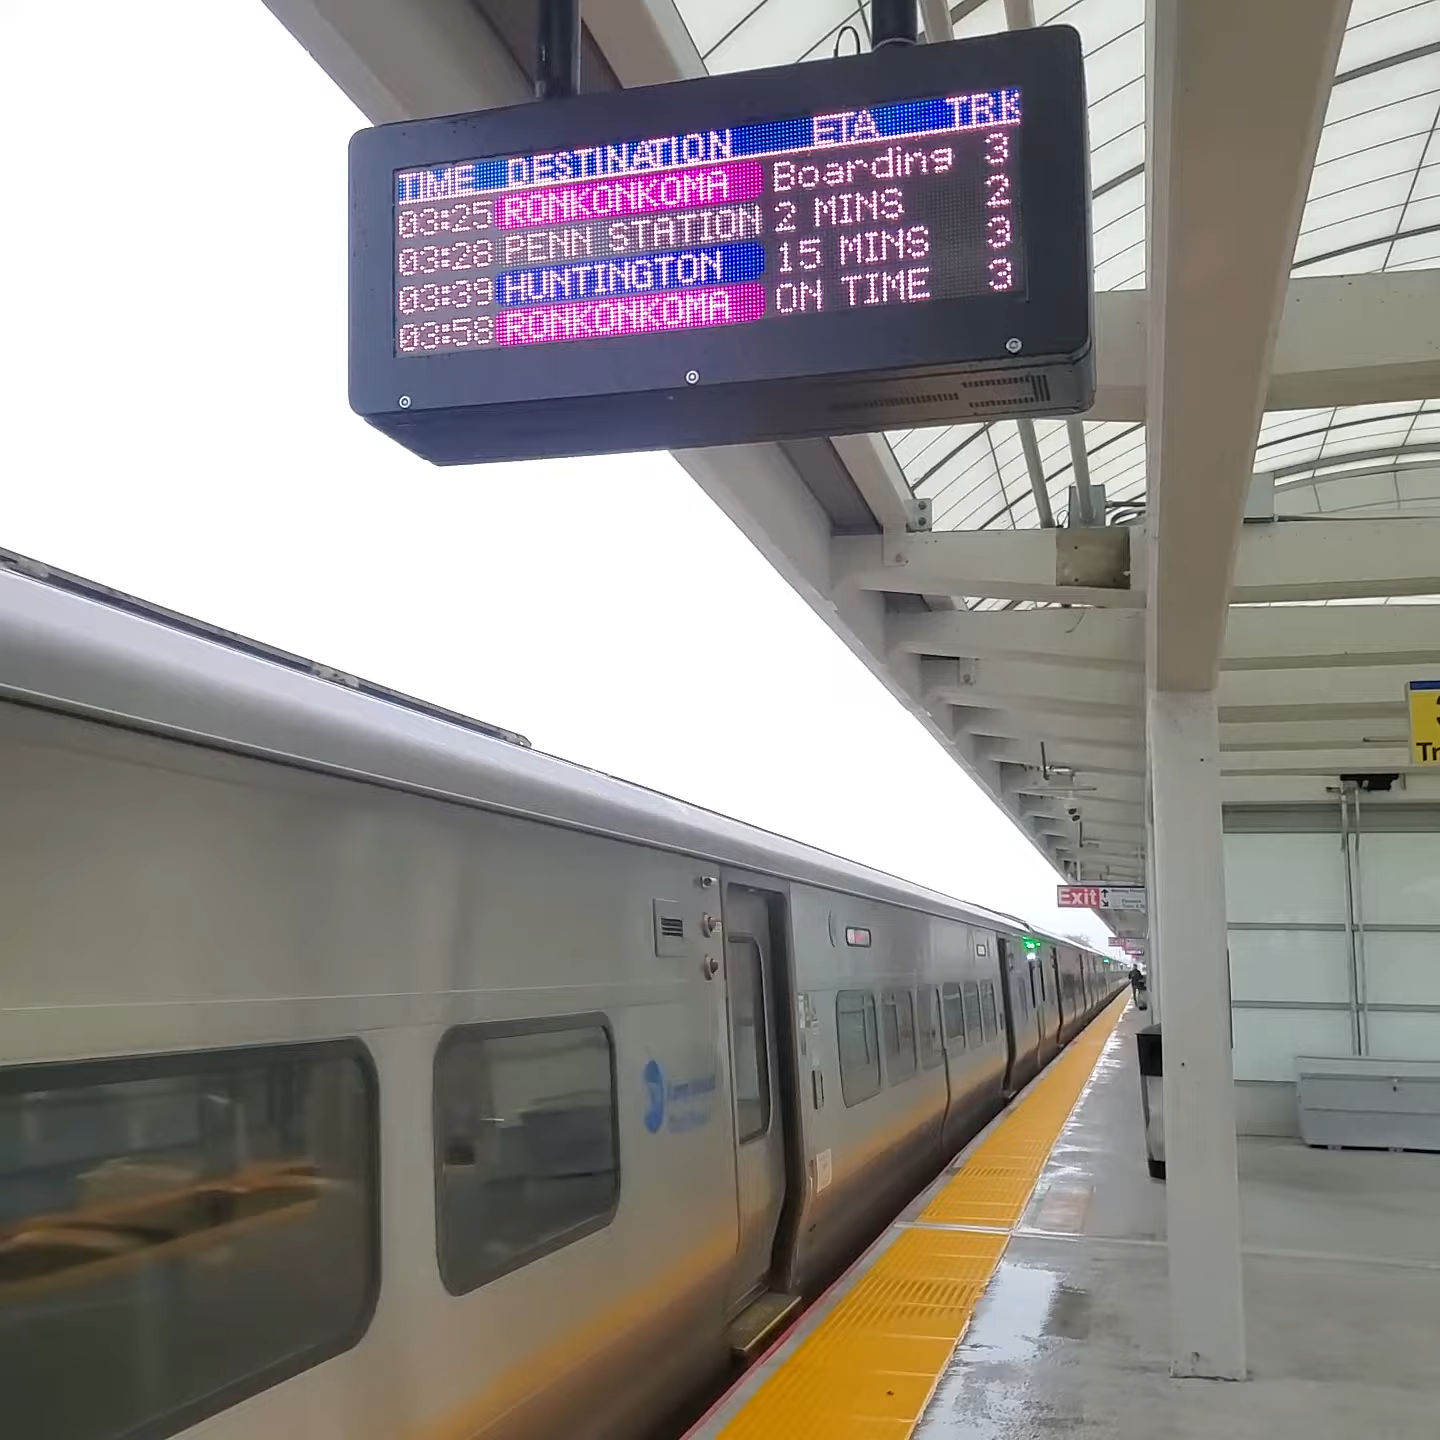 TIME DESTINATION ETA TRK
03:25 RONKONKOMA Boarding 3
03:28 PENN STATION 2 MINS 2
03:39 HUNTINGTON 15 MINS 3
03:58 RONKONKOMA ON TIME 3
Exit